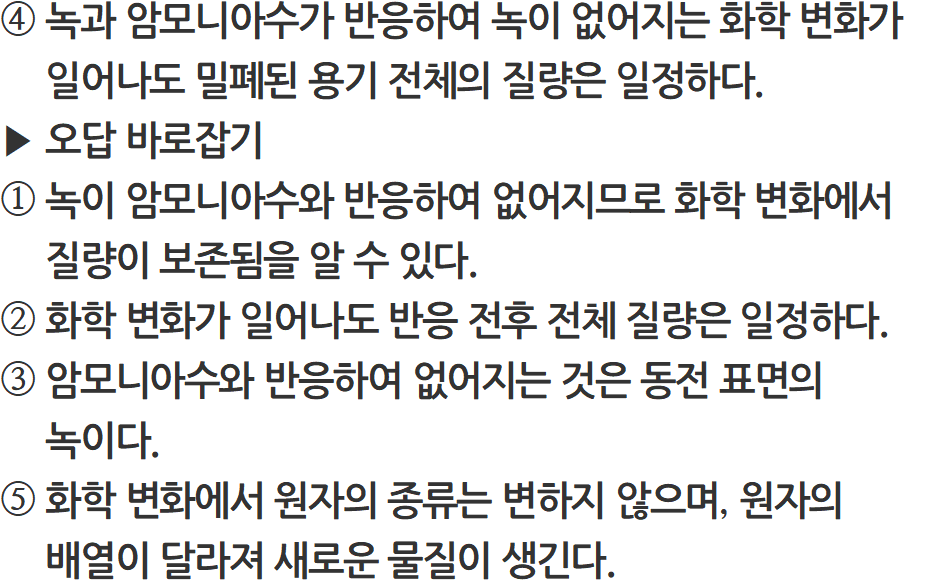 ④ 녹과 암모니아수가 반응하여 녹이 없어지는 화학 변화가
일어나도 밀폐된 용기 전체의 질량은 일정하다.
▶ 오답 바로잡기
① 녹이 암모니아수와 반응하여 없어지므로 화학 변화에서
질량이 보존됨을 알 수 있다.
② 화학 변화가 일어나도 반응 전후 전체 질량은 일정하다.
③ 암모니아수와 반응하여 없어지는 것은 동전 표면의
녹이다.
⑤ 화학 변화에서 원자의 종류는 변하지 않으며, 원자의
배열이 달라져 새로운 물질이 생긴다.